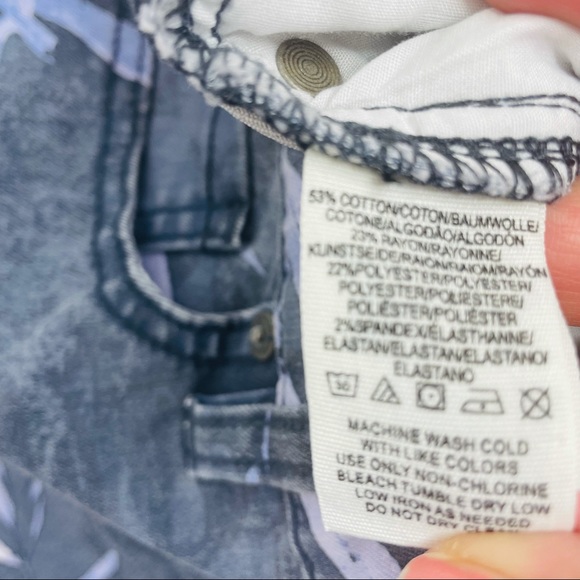 53% COTTON/COTON/BAUMWOLLE/
COTONE/ALGODÃO/ALGODÓN
23% RAYON/RAYONNE/
KUNSTSEIDE/RAION/RAIOM/RAYÓN
22%POLYESTER/POLYESTER/
POLYESTER/POLIESTERE/
POLIÉSTER/POLIÉSTER
2%SPANDEX/ÉLASTHANNE/
ELASTAN/ELASTAN/ELASTANO/
ELASTANO
30
MACHINE WASH COLD
WITH LIKE COLORS
USE ONLY NON-CHLORINE
BLEACH TUMBLE DRY LOW
LOW IRON AS NEEDED
DO NOT DRY CLEAN